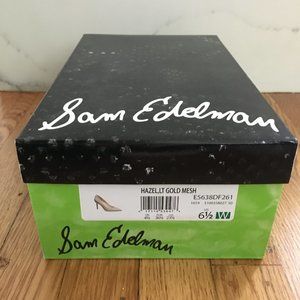 Sam Edelman
HAZEL,LT GOLD MESH
E5638DF261
6½ W
Sam Edelman